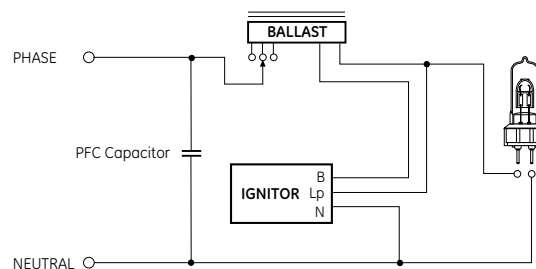 BALLAST
PHASE
PFC Capacitor
B
IGNITOR Lp
N
NEUTRAL